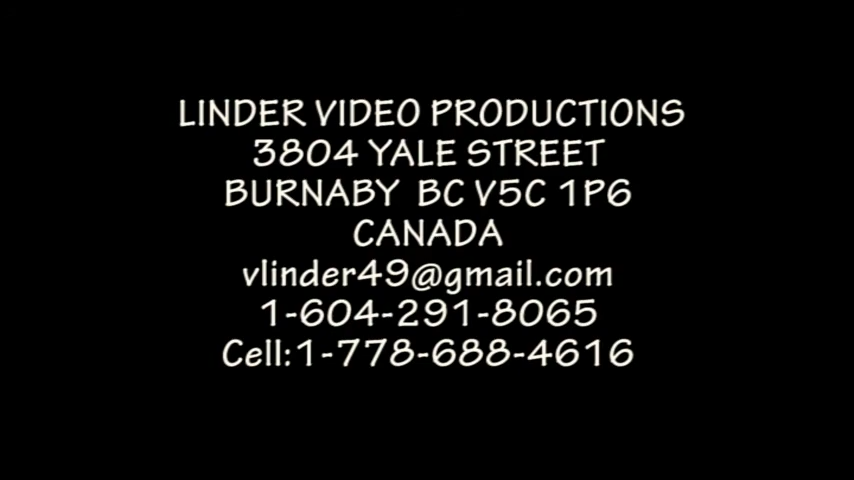 LINDER VIDEO PRODUCTIONS
3804 YALE STREET
BURNABY BC V5C 1P6
CANADA
vlinder49@gmail.com
1-604-291-8065
Cell:1-778-688-4616